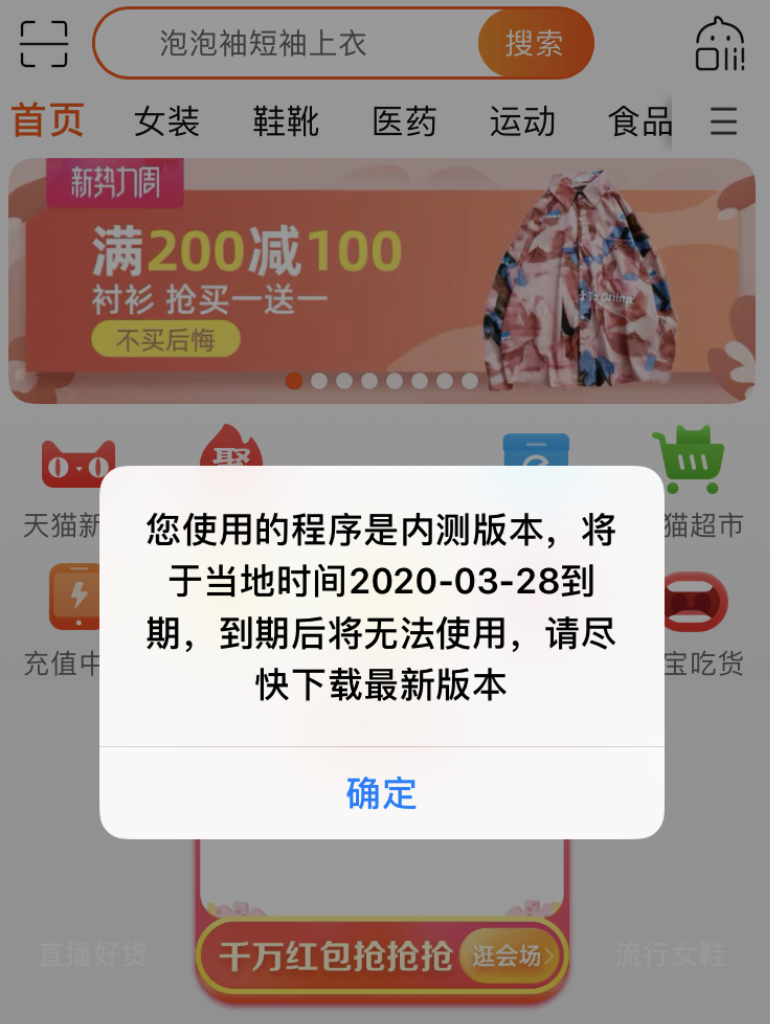 泡泡袖短袖上衣
搜索
Oli!
首页 女装 鞋靴 医药 运动 食品
新势力周
满200减100
衬衫 抢买一送一
不买后悔
聚
天猫新
猫超市
您使用的程序是内测版本，将
于当地时间2020-03-28到
期，到期后将无法使用，请尽
快下载最新版本
充值中
宝吃货
确定
千万红包抢抢抢
逛会场
直播好货
流行女鞋